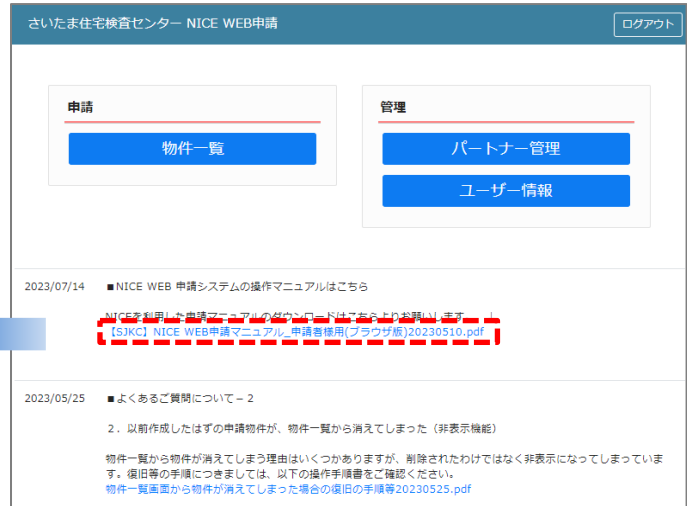 さいたま住宅検査センター NICE WEB申請
ログアウト
申請
物件一覧
管理
パートナー管理
ユーザー情報
2023/07/14 ■NICE WEB 申請システムの操作マニュアルはこちら
NICEを利用した申請マニュアルのダウンロードはこちらよりお願いします
【SJKC】NICE WEB申請マニュアル_申請者様用(ブラウザ版)20230510.pdf
2023/05/25 ■よくあるご質問について－2
２．以前作成したはずの申請物件が、物件一覧から消えてしまった（非表示機能）
物件一覧から物件が消えてしまう理由はいくつかありますが、削除されたわけではなく非表示になってしまっていま
す。復旧等の手順につきましては、以下の操作手順書をご確認ください。
物件一覧画面から物件が消えてしまった場合の復旧の手順等20230525.pdf